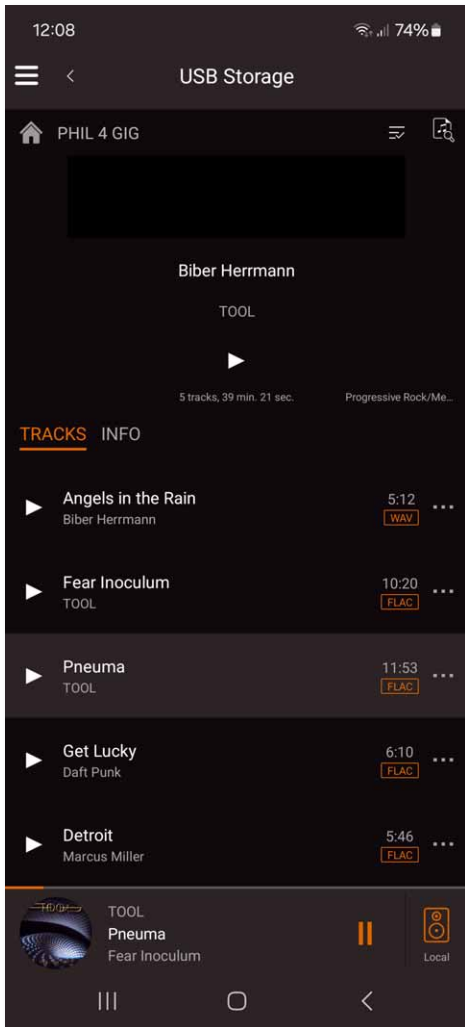 12:08
74%
USB Storage
PHIL 4 GIG
Biber Herrmann
TOOL
5 tracks, 39 min. 21 sec.
Progressive Rock/Me...
TRACKS
INFO
Angels in the Rain
5:12
Biber Herrmann
WAV
Fear Inoculum
10:20
TOOL
FLAC
Pneuma
11:53
TOOL
FLAC
Get Lucky
6:10
Daft Punk
FLAC
Detroit
5:46
Marcus Miller
FLAC
TOOL
TOOL
Pneuma
Fear Inoculum
Local